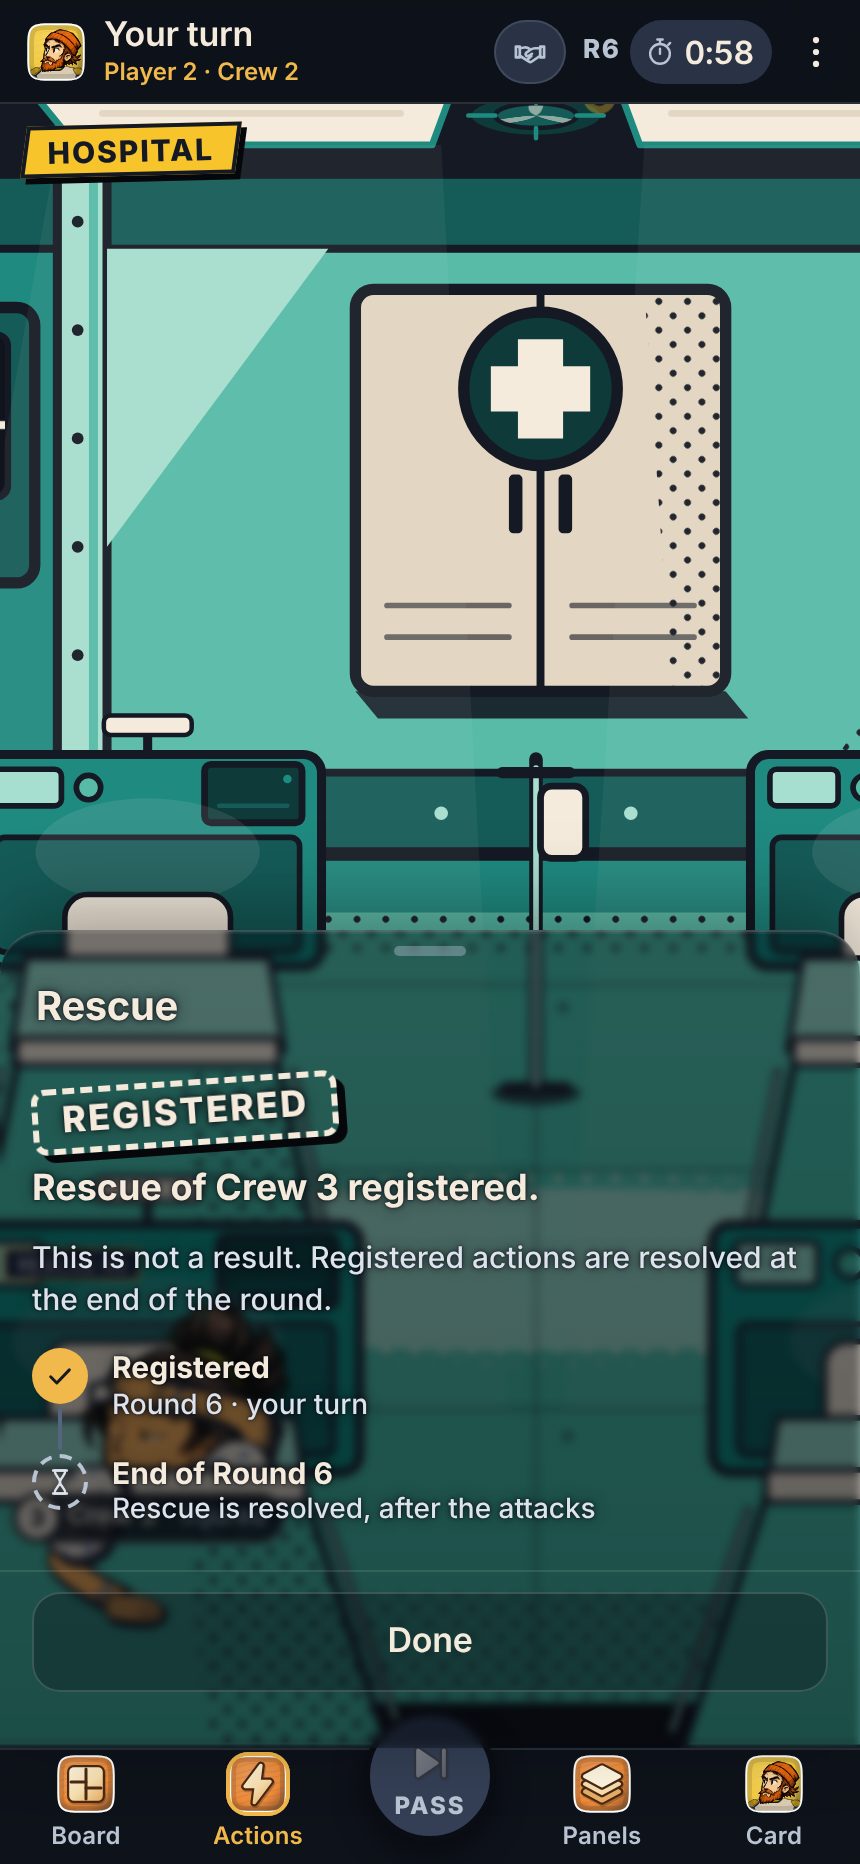 Your turn
Player 2 · Crew 2
R6
0:58
HOSPITAL
Rescue
REGISTERED
Rescue of Crew 3 registered.
This is not a result. Registered actions are resolved at
the end of the round.
Registered
Round 6 · your turn
End of Round 6
Rescue is resolved, after the attacks
Done
Board
Actions
PASS
Panels
Card